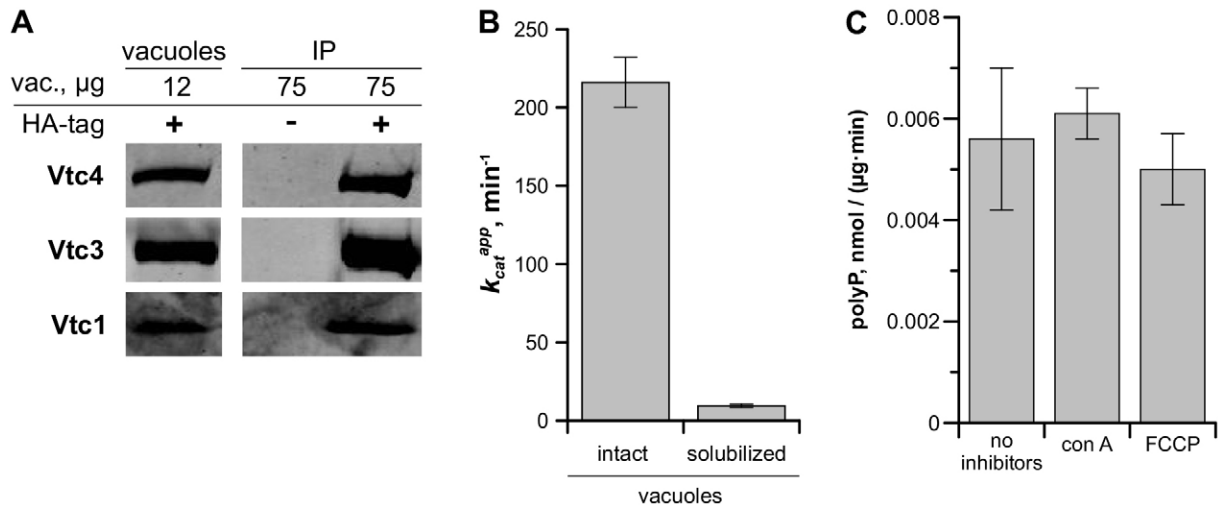 A
vacuoles IP
vac., µg 12 75 75
HA-tag + - +
Vtc4
Vtc3
Vtc1
B
k_cat^app, min⁻¹
250
200
150
100
50
0
intact solubilized
vacuoles
C
polyP, nmol / (µg·min)
0.008
0.006
0.004
0.002
0
no inhibitors con A FCCP